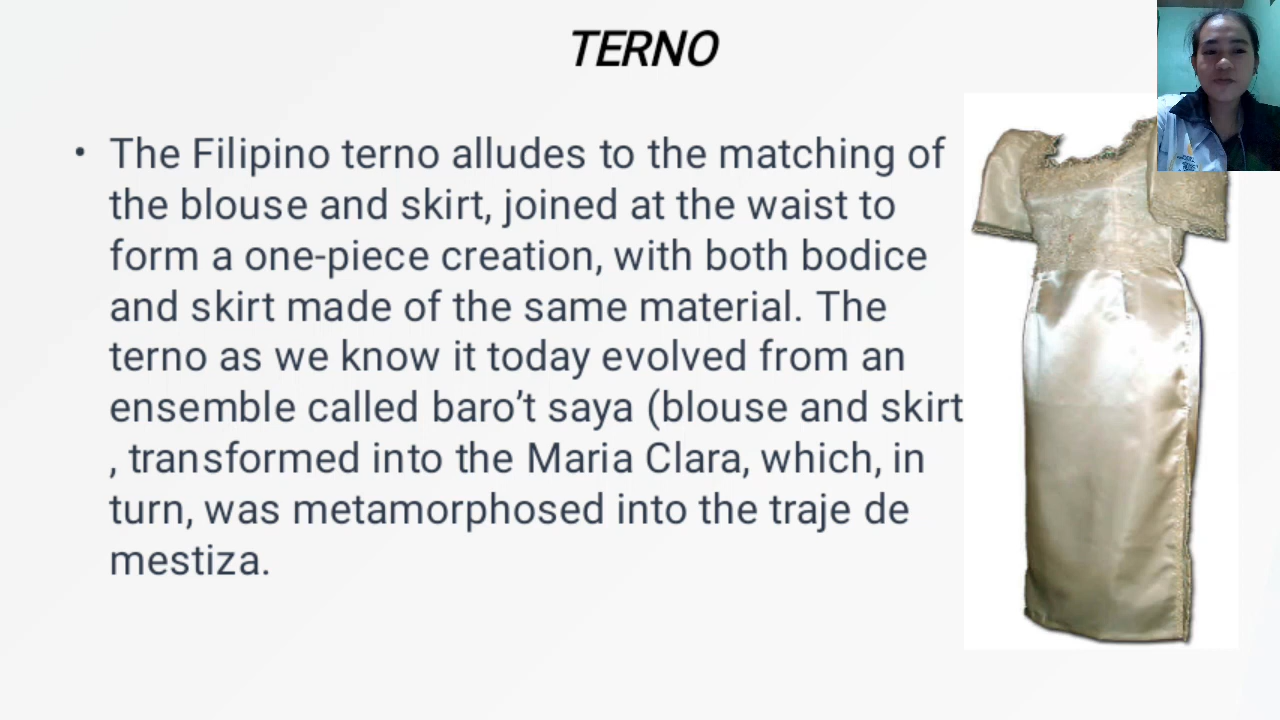 TERNO
• The Filipino terno alludes to the matching of
the blouse and skirt, joined at the waist to
form a one-piece creation, with both bodice
and skirt made of the same material. The
terno as we know it today evolved from an
ensemble called baro’t saya (blouse and skirt
, transformed into the Maria Clara, which, in
turn, was metamorphosed into the traje de
mestiza.